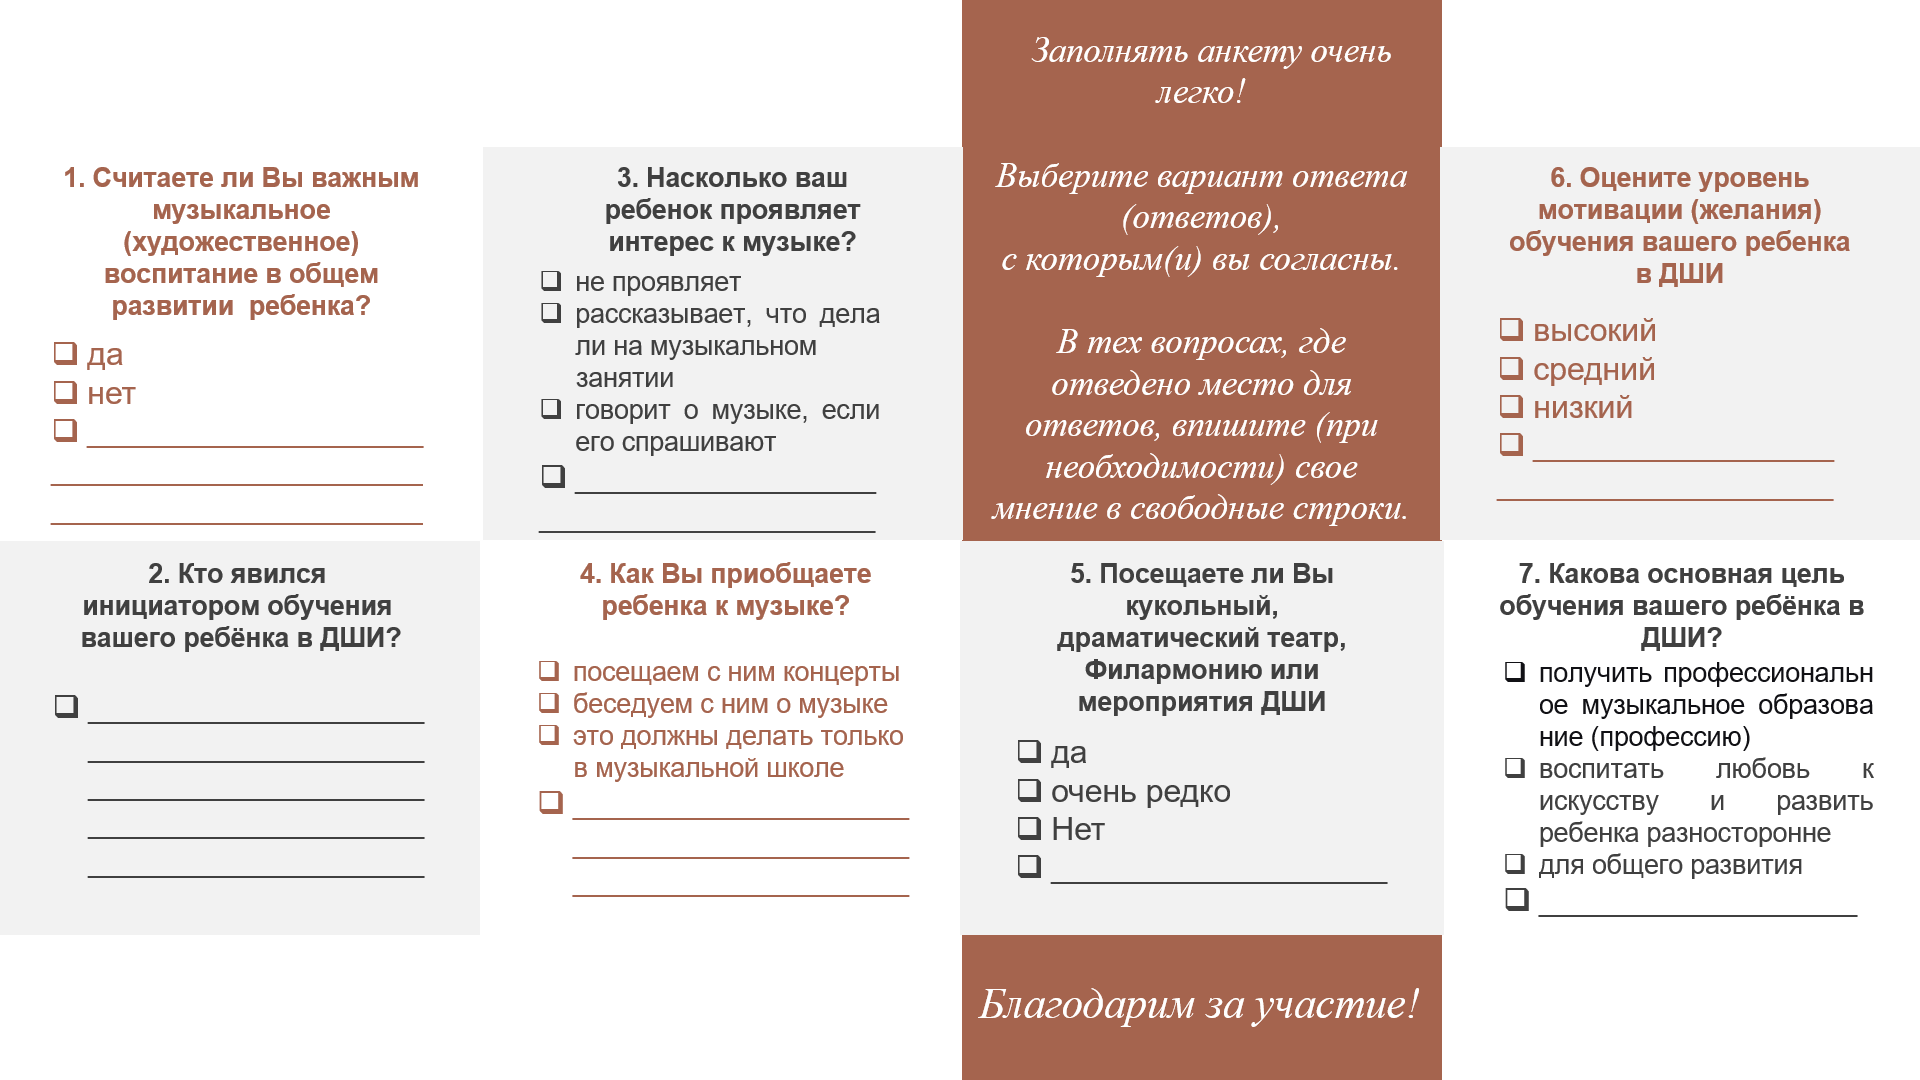 Заполнять анкету очень
легко!
Выберите вариант ответа
(ответов),
с которым(и) вы согласны.
В тех вопросах, где
отведено место для
ответов, впишите (при
необходимости) свое
мнение в свободные строки.
1. Считаете ли Вы важным
музыкальное
(художественное)
воспитание в общем
развитии  ребенка?
да
нет
2. Кто явился
инициатором обучения
вашего ребёнка в ДШИ?
3. Насколько ваш
ребенок проявляет
интерес к музыке?
не проявляет
рассказывает, что дела
ли на музыкальном
занятии
говорит о музыке, если
его спрашивают
4. Как Вы приобщаете
ребенка к музыке?
посещаем с ним концерты
беседуем с ним о музыке
это должны делать только
в музыкальной школе
5. Посещаете ли Вы
кукольный,
драматический театр,
Филармонию или
мероприятия ДШИ
да
очень редко
Нет
6. Оцените уровень
мотивации (желания)
обучения вашего ребенка
в ДШИ
высокий
средний
низкий
7. Какова основная цель
обучения вашего ребёнка в
ДШИ?
получить профессиональн
ое музыкальное образова
ние (профессию)
воспитать любовь к
искусству и развить
ребенка разносторонне
для общего развития
Благодарим за участие!